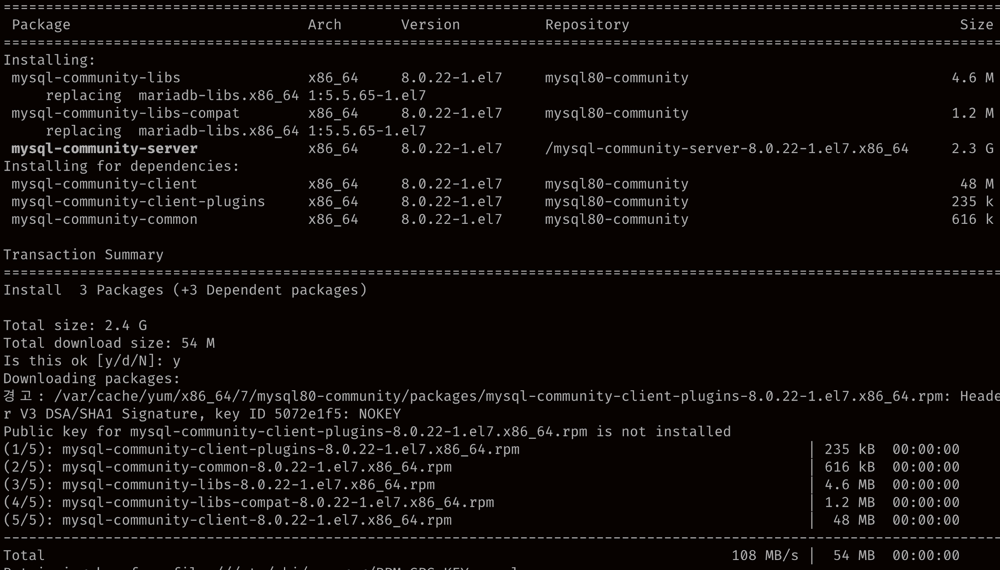 ======================================================================================================================
Package Arch Version Repository Size
======================================================================================================================
Installing:
mysql-community-libs x86_64 8.0.22-1.el7 mysql80-community 4.6 M
replacing mariadb-libs.x86_64 1:5.5.65-1.el7
mysql-community-libs-compat x86_64 8.0.22-1.el7 mysql80-community 1.2 M
replacing mariadb-libs.x86_64 1:5.5.65-1.el7
mysql-community-server x86_64 8.0.22-1.el7 /mysql-community-server-8.0.22-1.el7.x86_64 2.3 G
Installing for dependencies:
mysql-community-client x86_64 8.0.22-1.el7 mysql80-community 48 M
mysql-community-client-plugins x86_64 8.0.22-1.el7 mysql80-community 235 k
mysql-community-common x86_64 8.0.22-1.el7 mysql80-community 616 k
Transaction Summary
======================================================================================================================
Install 3 Packages (+3 Dependent packages)
Total size: 2.4 G
Total download size: 54 M
Is this ok [y/d/N]: y
Downloading packages:
경고: /var/cache/yum/x86_64/7/mysql80-community/packages/mysql-community-client-plugins-8.0.22-1.el7.x86_64.rpm: Heade
r V3 DSA/SHA1 Signature, key ID 5072e1f5: NOKEY
Public key for mysql-community-client-plugins-8.0.22-1.el7.x86_64.rpm is not installed
(1/5): mysql-community-client-plugins-8.0.22-1.el7.x86_64.rpm | 235 kB 00:00:00
(2/5): mysql-community-common-8.0.22-1.el7.x86_64.rpm | 616 kB 00:00:00
(3/5): mysql-community-libs-8.0.22-1.el7.x86_64.rpm | 4.6 MB 00:00:00
(4/5): mysql-community-libs-compat-8.0.22-1.el7.x86_64.rpm | 1.2 MB 00:00:00
(5/5): mysql-community-client-8.0.22-1.el7.x86_64.rpm | 48 MB 00:00:00
----------------------------------------------------------------------------------------------------------------------
Total 108 MB/s | 54 MB 00:00:00